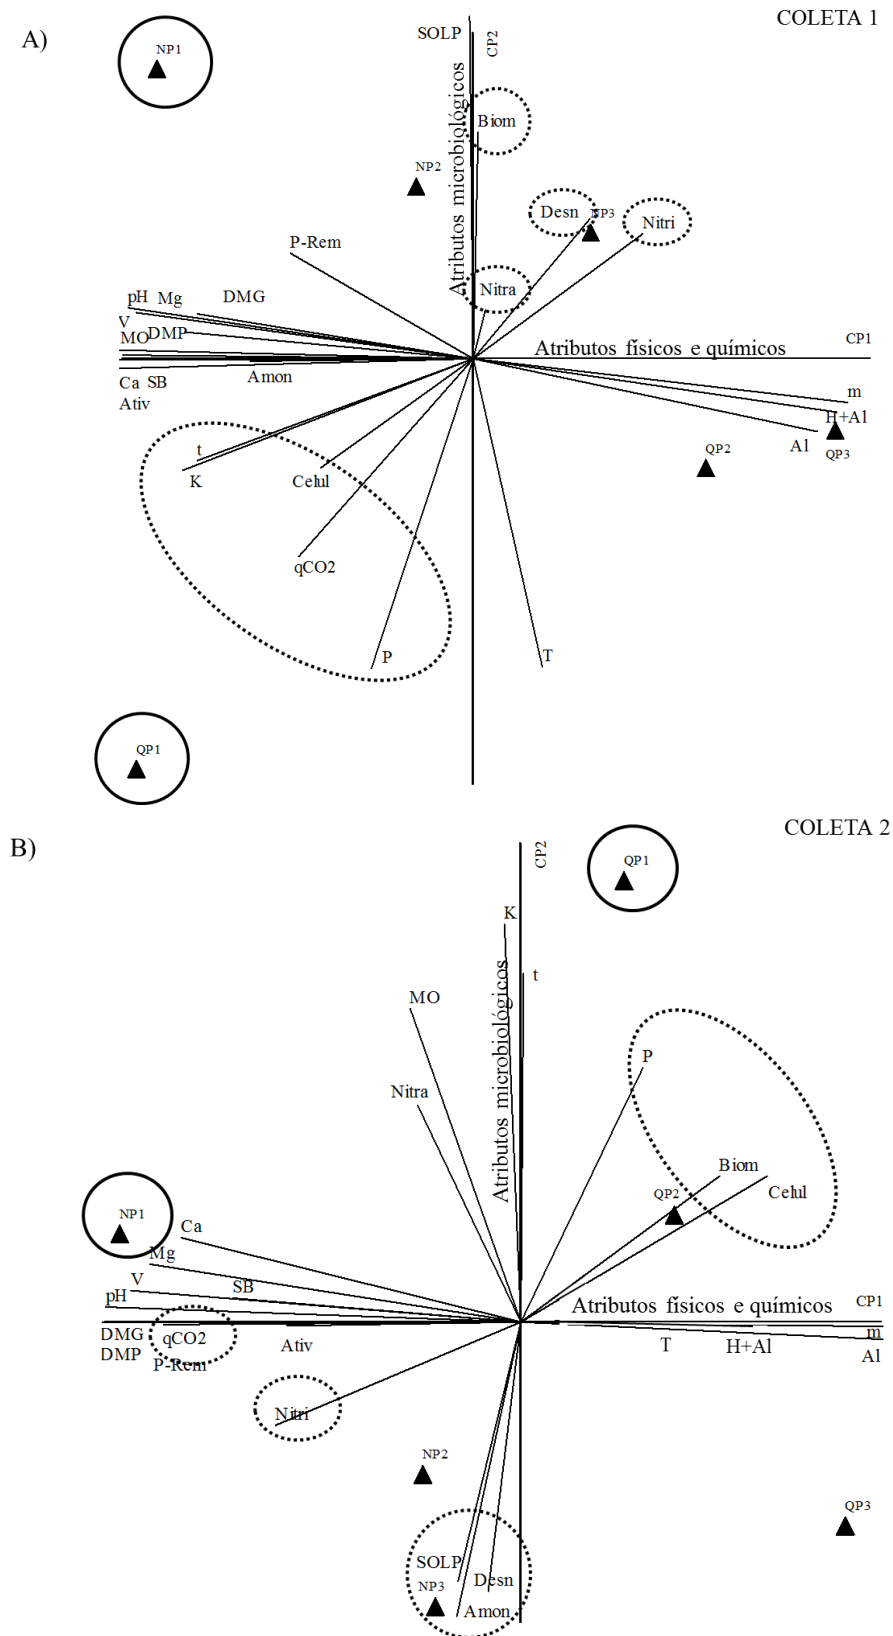 COLETA 1
A)
SOLP
CP2
NP1
Atributos microbiológicos
Biom
NP2
Desn
NP3
Nitri
P-Rem
Nitra
pH
Mg
DMG
V
MO
DMP
Atributos físicos e químicos
CP1
Ca
SB
Amon
Ativ
m
H+Al
Al
QP3
QP2
t
K
Celul
qCO2
P
T
QP1
COLETA 2
B)
CP2
QP1
K
Atributos microbiológicos
t
MO
P
Nitra
Biom
Celul
QP2
NP1
Ca
Mg
V
SB
pH
Atributos físicos e químicos
CP1
DMG
qCO2
Ativ
T
H+Al
m
DMP
P-Rem
Al
Nitri
NP2
QP3
SOLP
Desn
NP3
Amon